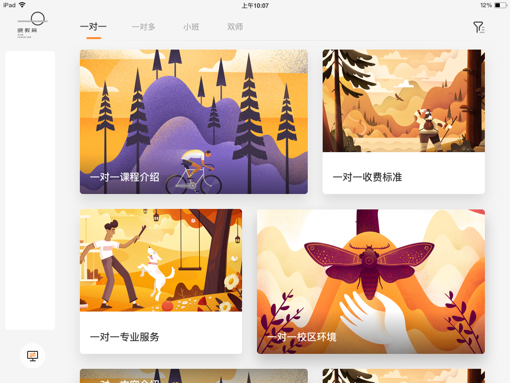 iPad
上午10:07
12%
一对一
一对多
小班
双师
一对一课程介绍
一对一收费标准
一对一专业服务
一对一校区环境